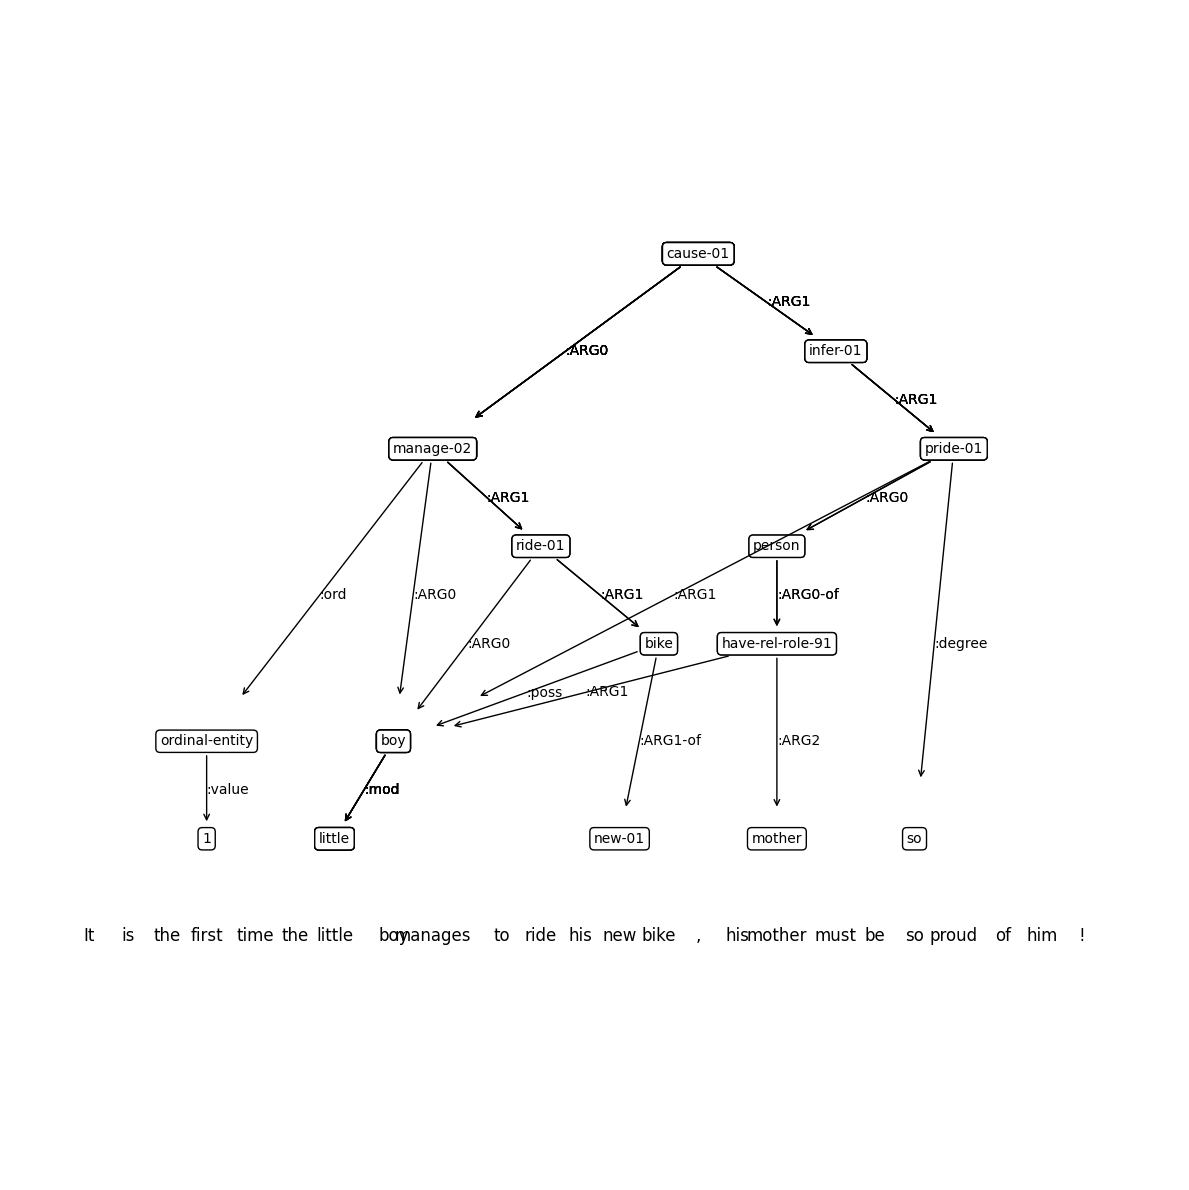 cause-01
:ARG1
:ARG0
infer-01
:ARG1
manage-02
pride-01
:ARG1
:ARG0
ride-01
person
:ord
:ARG0
:ARG1
:ARG1
:ARG0-of
:ARG0
bike
have-rel-role-91
:degree
:poss
:ARG1
ordinal-entity
boy
:ARG1-of
:ARG2
:value
:mod
1
little
new-01
mother
so
It is the first time the little boy manages to ride his new bike , his mother must be so proud of him !